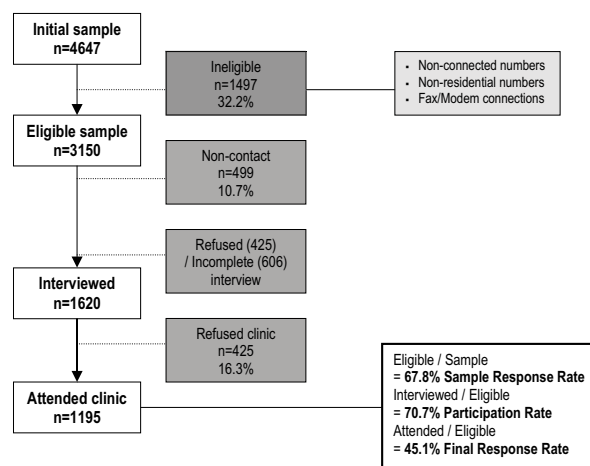 Initial sample
n=4647
Ineligible
n=1497
32.2%
▪ Non-connected numbers
▪ Non-residential numbers
▪ Fax/Modem connections
Eligible sample
n=3150
Non-contact
n=499
10.7%
Refused (425)
/ Incomplete (606)
interview
Interviewed
n=1620
Refused clinic
n=425
16.3%
Attended clinic
n=1195
Eligible / Sample
= 67.8% Sample Response Rate
Interviewed / Eligible
= 70.7% Participation Rate
Attended / Eligible
= 45.1% Final Response Rate